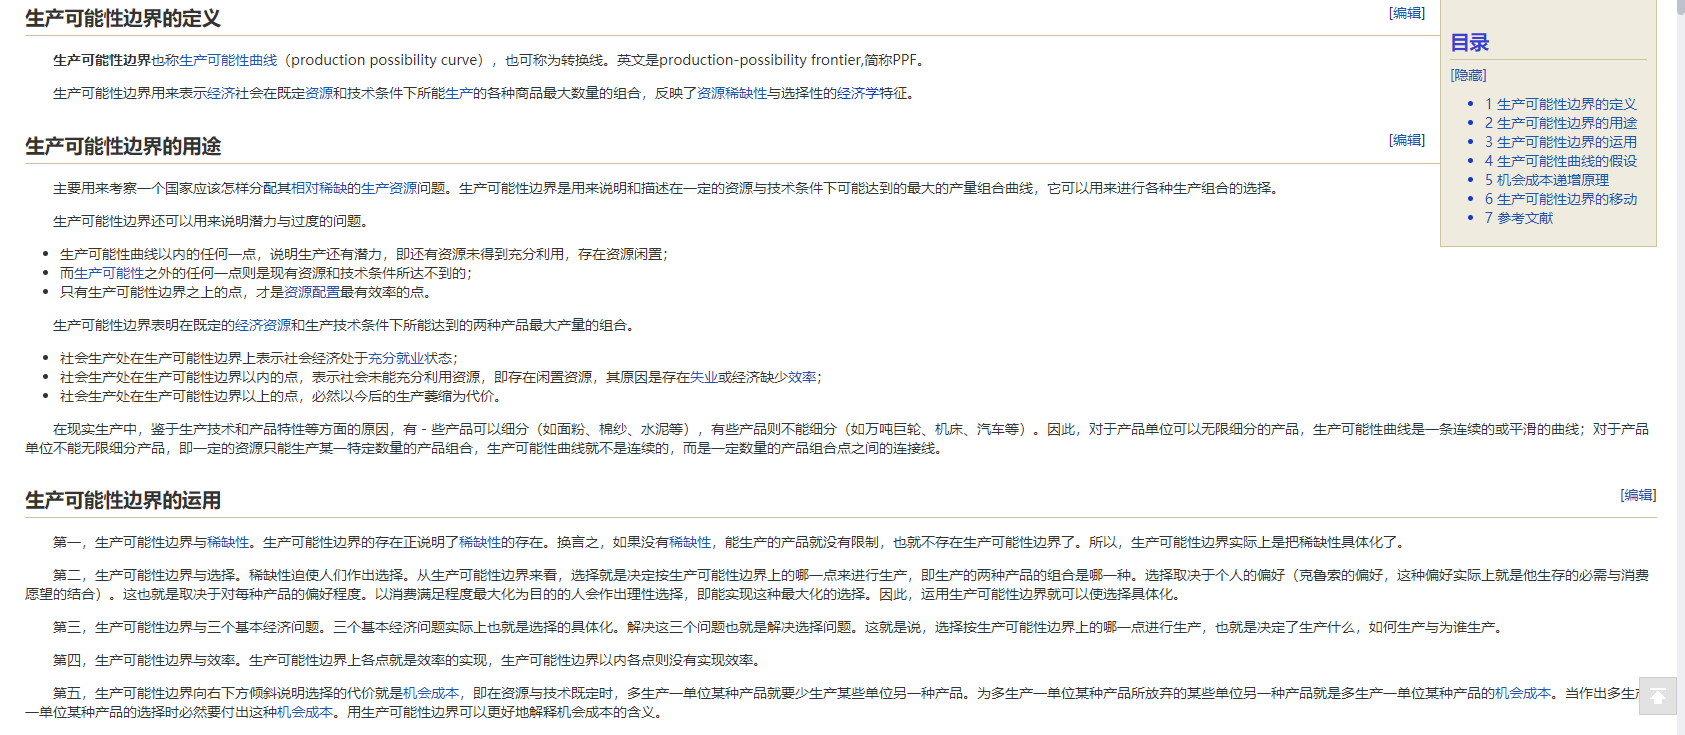 生产可能性边界的定义
[编辑]
生产可能性边界也称生产可能性曲线（production possibility curve），也可称为转换线。英文是production-possibility frontier,简称PPF。
生产可能性边界用来表示经济社会在既定资源和技术条件下所能生产的各种商品最大数量的组合，反映了资源稀缺性与选择性的经济学特征。
目录
[隐藏]
1 生产可能性边界的定义
2 生产可能性边界的用途
3 生产可能性边界的运用
4 生产可能性曲线的假设
5 机会成本递增原理
6 生产可能性边界的移动
7 参考文献
生产可能性边界的用途
[编辑]
主要用来考察一个国家应该怎样分配其相对稀缺的生产资源问题。生产可能性边界是用来说明和描述在一定的资源与技术条件下可能达到的最大的产量组合曲线，它可以用来进行各种生产组合的选择。
生产可能性边界还可以用来说明潜力与过度的问题。
生产可能性曲线以内的任何一点，说明生产还有潜力，即还有资源未得到充分利用，存在资源闲置；
而生产可能性之外的任何一点则是现有资源和技术条件所达不到的；
只有生产可能性边界之上的点，才是资源配置最有效率的点。
生产可能性边界表明在既定的经济资源和生产技术条件下所能达到的两种产品最大产量的组合。
社会生产处在生产可能性边界上表示社会经济处于充分就业状态；
社会生产处在生产可能性边界以内的点，表示社会未能充分利用资源，即存在闲置资源，其原因是存在失业或经济缺少效率；
社会生产处在生产可能性边界以上的点，必然以今后的生产萎缩为代价。
在现实生产中，鉴于生产技术和产品特性等方面的原因，有－些产品可以细分（如面粉、棉纱、水泥等），有些产品则不能细分（如万吨巨轮、机床、汽车等）。因此，对于产品单位可以无限细分的产品，生产可能性曲线是一条连续的或平滑的曲线；对于产品
单位不能无限细分产品，即一定的资源只能生产某一特定数量的产品组合，生产可能性曲线就不是连续的，而是一定数量的产品组合点之间的连接线。
生产可能性边界的运用
[编辑]
第一，生产可能性边界与稀缺性。生产可能性边界的存在正说明了稀缺性的存在。换言之，如果没有稀缺性，能生产的产品就没有限制，也就不存在生产可能性边界了。所以，生产可能性边界实际上是把稀缺性具体化了。
第二，生产可能性边界与选择。稀缺性迫使人们作出选择。从生产可能性边界来看，选择就是决定按生产可能性边界上的哪一点来进行生产，即生产的两种产品的组合是哪一种。选择取决于个人的偏好（克鲁索的偏好，这种偏好实际上就是他生存的必需与消费
愿望的结合）。这也就是取决于对每种产品的偏好程度。以消费满足程度最大化为目的的人会作出理性选择，即能实现这种最大化的选择。因此，运用生产可能性边界就可以使选择具体化。
第三，生产可能性边界与三个基本经济问题。三个基本经济问题实际上也就是选择的具体化。解决这三个问题也就是解决选择问题。这就是说，选择按生产可能性边界上的哪一点进行生产，也就是决定了生产什么，如何生产与为谁生产。
第四，生产可能性边界与效率。生产可能性边界上各点就是效率的实现，生产可能性边界以内各点则没有实现效率。
第五，生产可能性边界向右下方倾斜说明选择的代价就是机会成本，即在资源与技术既定时，多生产一单位某种产品就要少生产某些单位另一种产品。为多生产一单位某种产品所放弃的某些单位另一种产品就是多生产一单位某种产品的机会成本。当作出多生产
一单位某种产品的选择时必然要付出这种机会成本。用生产可能性边界可以更好地解释机会成本的含义。